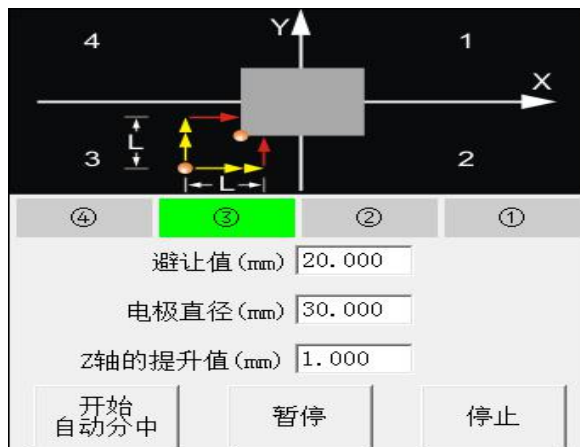 4 Y 1
X
3 L 2
L
④ ③ ② ①
避让值(mm) 20.000
电极直径(mm) 30.000
Z轴的提升值(mm) 1.000
开始
自动分中 暂停 停止